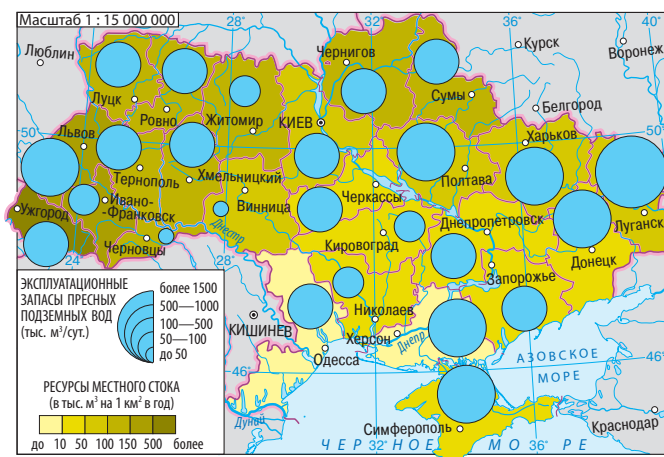 Масштаб 1 : 15 000 000
28°
32°
36°
40°
Люблин
Чернигов
Курск
Воронеж
Луцк
Сумы
Ровно
Белгород
50°
Львов
Житомир
КИЕВ
Харьков
50°
Тернополь
Хмельницкий
Полтава
Ужгород
Ивано-
-Франковск
Винница
Черкассы
Днепропетровск
Луганск
Черновцы
Днестр
Кировоград
Донецк
24°
28°
Запорожье
ЭКСПЛУАТАЦИОННЫЕ
ЗАПАСЫ ПРЕСНЫХ
ПОДЗЕМНЫХ ВОД
(тыс. м³/сут.)
более 1500
500—1000
100—500
50—100
до 50
КИШИНЕВ
Николаев
Херсон
Днепр
Одесса
АЗОВСКОЕ
МОРЕ
46°
46°
РЕСУРСЫ МЕСТНОГО СТОКА
(в тыс. м³ на 1 км² в год)
до 10 50 100 150 500 более
Дунай
Симферополь
Краснодар
ЧЕРНОЕ МОРЕ
32°
36°